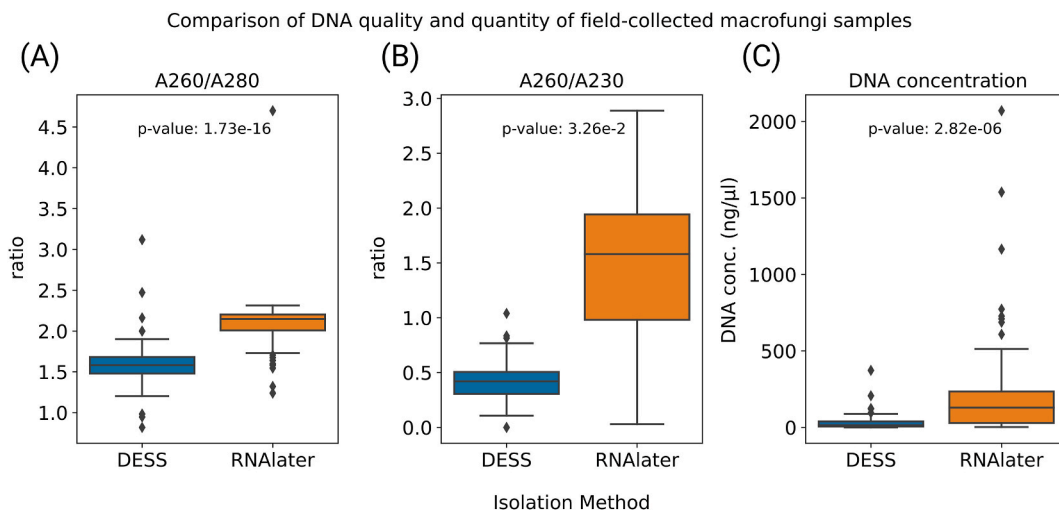 Comparison of DNA quality and quantity of field-collected macrofungi samples
(A)
A260/A280
p-value: 1.73e-16
ratio
4.5
4.0
3.5
3.0
2.5
2.0
1.5
1.0
DESS RNAlater
(B)
A260/A230
p-value: 3.26e-2
ratio
3.0
2.5
2.0
1.5
1.0
0.5
0.0
DESS RNAlater
(C)
DNA concentration
p-value: 2.82e-06
DNA conc. (ng/μl)
2000
1500
1000
500
0
DESS RNAlater
Isolation Method